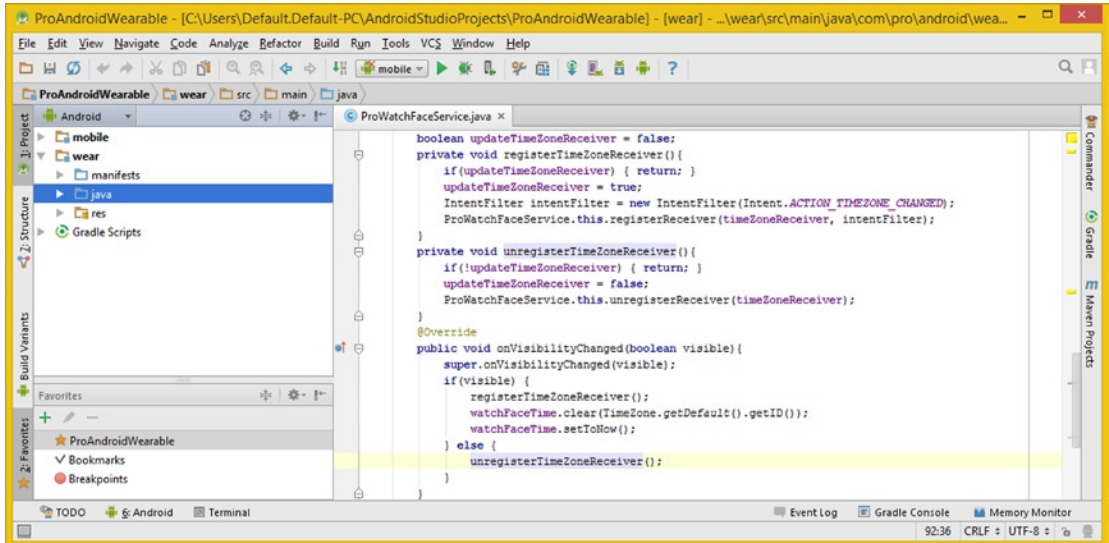 ProAndroidWearable - [C:\Users\Default.Default-PC\AndroidStudioProjects\ProAndroidWearable] - [wear] - ...\wear\src\main\java\com\pro\android\wea...
File Edit View Navigate Code Analyze Refactor Build Run Tools VCS Window Help
mobile
ProAndroidWearable wear src main java
Android
ProWatchFaceService.java
1: Project
2: Structure
Build Variants
2: Favorites
mobile
wear
manifests
java
res
Gradle Scripts
Favorites
ProAndroidWearable
Bookmarks
Breakpoints
boolean updateTimeZoneReceiver = false;
private void registerTimeZoneReceiver(){
if(updateTimeZoneReceiver) { return; }
updateTimeZoneReceiver = true;
IntentFilter intentFilter = new IntentFilter(Intent.ACTION_TIMEZONE_CHANGED);
ProWatchFaceService.this.registerReceiver(timeZoneReceiver, intentFilter);
}
private void unregisterTimeZoneReceiver(){
if(!updateTimeZoneReceiver) { return; }
updateTimeZoneReceiver = false;
ProWatchFaceService.this.unregisterReceiver(timeZoneReceiver);
}
@Override
public void onVisibilityChanged(boolean visible){
super.onVisibilityChanged(visible);
if(visible) {
registerTimeZoneReceiver();
watchFaceTime.clear(TimeZone.getDefault().getID());
watchFaceTime.setToNow();
} else {
unregisterTimeZoneReceiver();
}
}
Commander
Gradle
Maven Projects
TODO 6: Android Terminal Event Log Gradle Console Memory Monitor
92:36 CRLF UTF-8